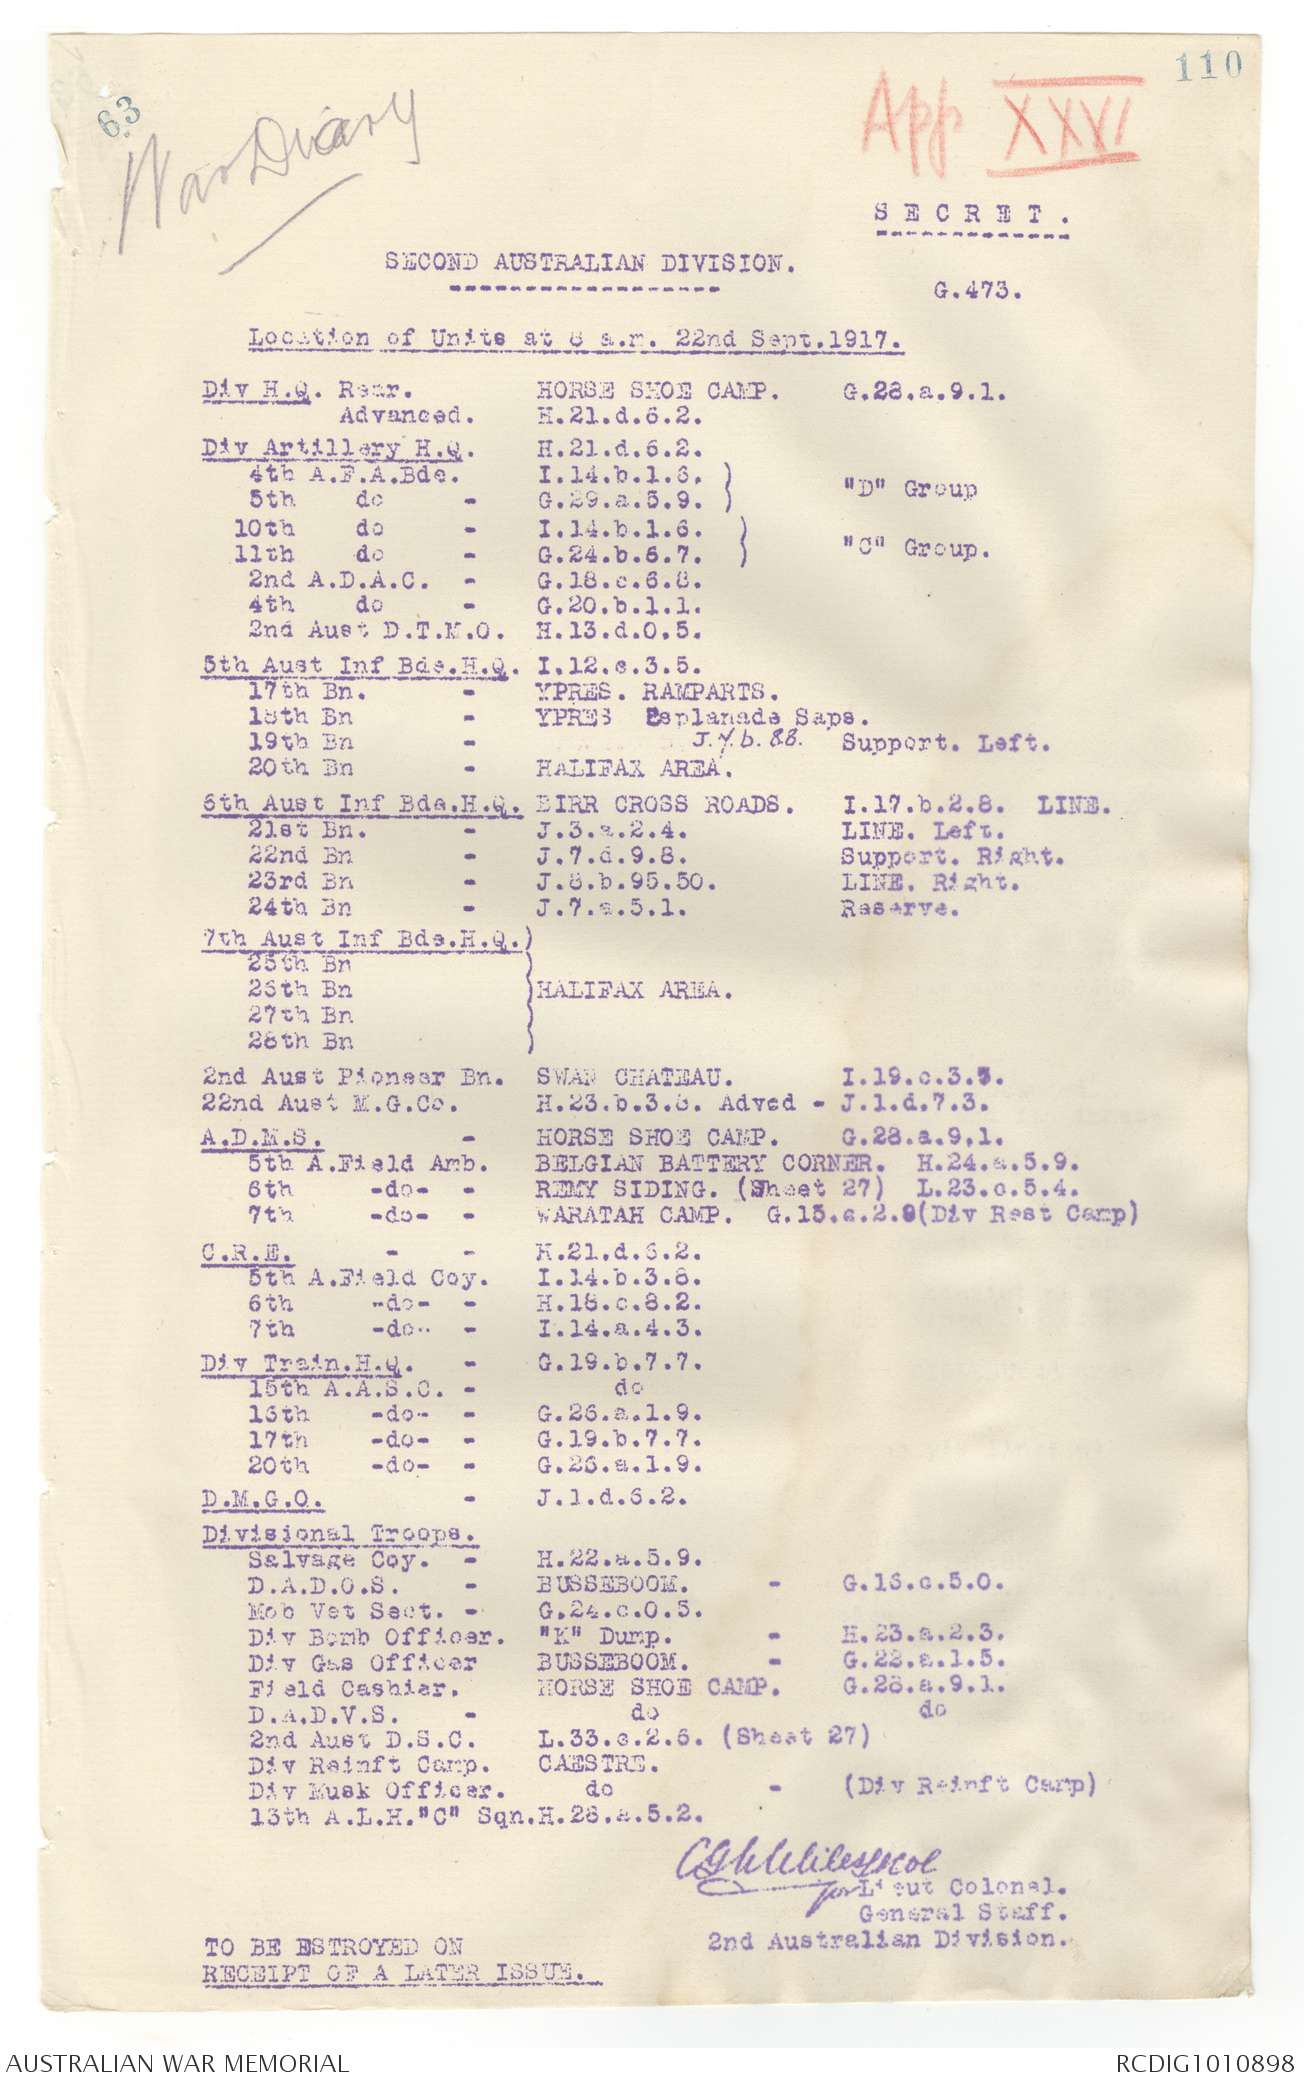 110
63
War Diary
App XXVI
S E C R E T .
SECOND AUSTRALIAN DIVISION.
G.473.
Location of Units at 8 a.m. 22nd Sept.1917.
Div H.Q. Rear. HORSE SHOE CAMP. G.28.a.9.1.
Advanced. H.21.d.6.2.
Div Artillery H.Q. H.21.d.6.2.
4th A.F.A.Bde. I.14.b.1.6.
5th do - G.29.a.5.9. "D" Group
10th do - I.14.b.1.6.
11th do - G.24.b.6.7. "C" Group.
2nd A.D.A.C. - G.18.c.6.8.
4th do - G.20.b.1.1.
2nd Aust D.T.M.O. H.13.d.0.5.
5th Aust Inf Bde.H.Q. I.12.c.3.5.
17th Bn. - YPRES. RAMPARTS.
18th Bn - YPRES Esplanade Saps.
19th Bn - J.7.b.88. Support. Left.
20th Bn - HALIFAX AREA.
6th Aust Inf Bde.H.Q. BIRR CROSS ROADS. I.17.b.2.8. LINE.
21st Bn. - J.3.a.2.4. LINE. Left.
22nd Bn - J.7.d.9.8. Support. Right.
23rd Bn - J.8.b.95.50. LINE. Right.
24th Bn - J.7.a.5.1. Reserve.
7th Aust Inf Bde.H.Q.
25th Bn
26th Bn HALIFAX AREA.
27th Bn
28th Bn
2nd Aust Pioneer Bn. SWAN CHATEAU. I.19.c.3.5.
22nd Aust M.G.Co. H.23.b.3.8. Advcd - J.1.d.7.3.
A.D.M.S. - HORSE SHOE CAMP. G.28.a.9.1.
5th A.Field Amb. BELGIAN BATTERY CORNER. H.24.a.5.9.
6th -do- - REMY SIDING. (Sheet 27) L.23.c.5.4.
7th -do- - WARATAH CAMP. G.15.c.2.9(Div Rest Camp)
C.R.E. - - H.21.d.6.2.
5th A.Field Coy. I.14.b.3.8.
6th -do- - H.18.c.8.2.
7th -do- - I.14.a.4.3.
Div Train.H.Q. - G.19.b.7.7.
15th A.A.S.C. - do
16th -do- - G.26.a.1.9.
17th -do- - G.19.b.7.7.
20th -do- - G.26.a.1.9.
D.M.G.O. - J.1.d.6.2.
Divisional Troops.
Salvage Coy. - H.22.a.5.9.
D.A.D.O.S. - BUSSEBOOM. - G.16.c.5.0.
Mob Vet Sect. - G.24.c.0.5.
Div Bomb Officer. "K" Dump. - H.23.a.2.3.
Div Gas Officer BUSSEBOOM. - G.22.a.1.5.
Field Cashier. HORSE SHOE CAMP. G.28.a.9.1.
D.A.D.V.S. - do do
2nd Aust D.S.C. L.33.c.2.6. (Sheet 27)
Div Reinft Camp. CAESTRE.
Div Musk Officer. do - (Div Reinft Camp)
13th A.L.H."C" Sqn.H.28.a.5.2.
for Lieut Colonel.
General Staff.
2nd Australian Division.
TO BE ESTROYED ON
RECEIPT OF A LATER ISSUE.
AUSTRALIAN WAR MEMORIAL RCDIG1010898